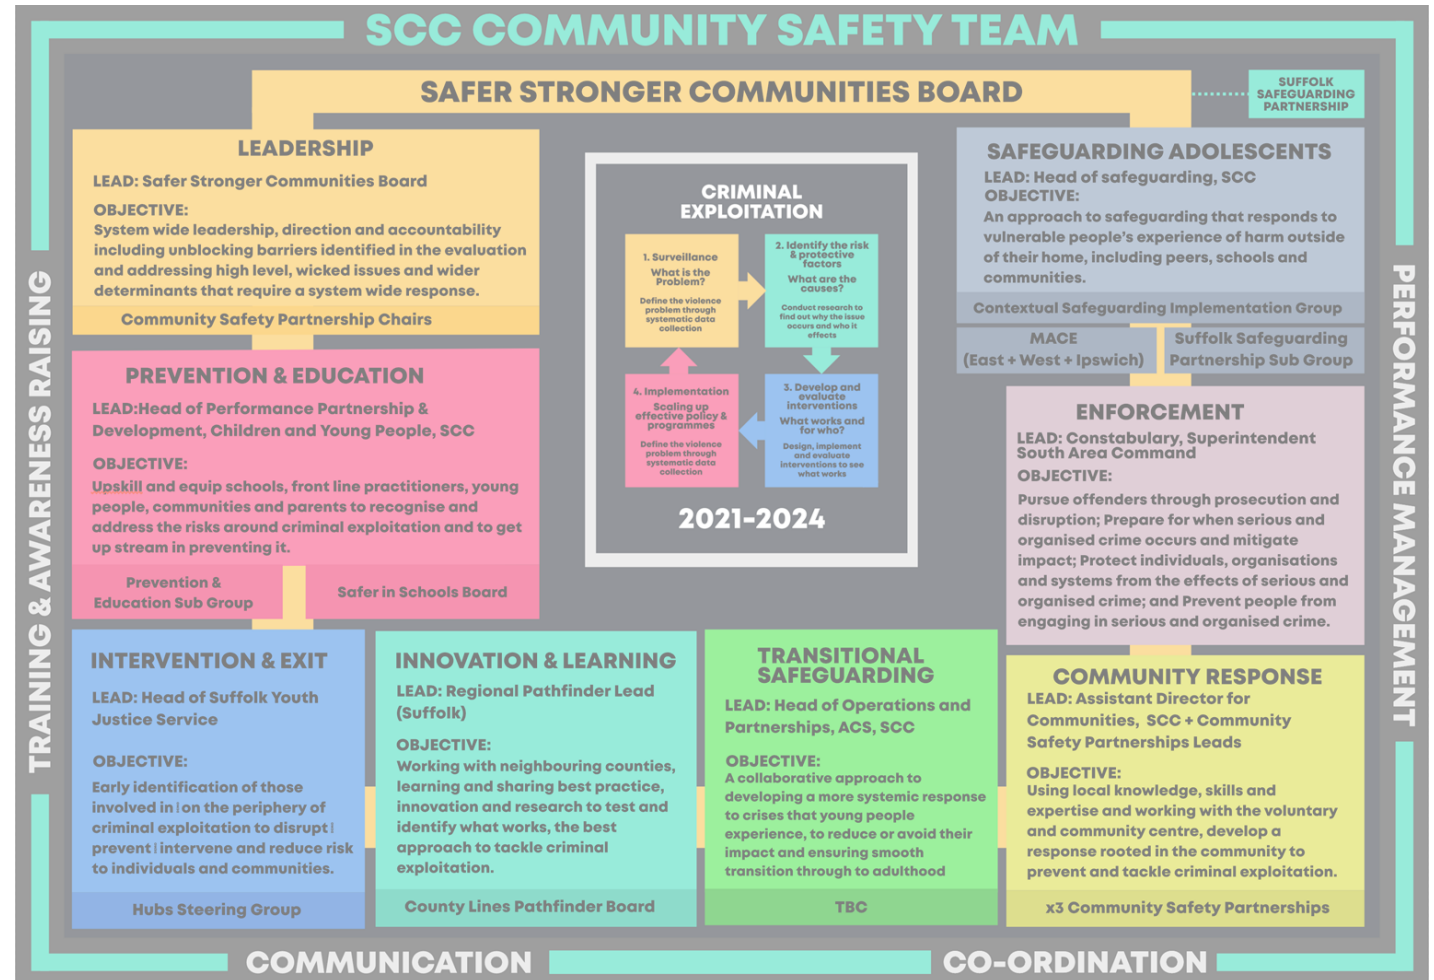 SCC COMMUNITY SAFETY TEAM
SAFER STRONGER COMMUNITIES BOARD
SUFFOLK
SAFEGUARDING
PARTNERSHIP
LEADERSHIP
LEAD: Safer Stronger Communities Board
OBJECTIVE:
System wide leadership, direction and accountability
including unblocking barriers identified in the evaluation
and addressing high level, wicked issues and wider
determinants that require a system wide response.
Community Safety Partnership Chairs
PREVENTION & EDUCATION
LEAD:Head of Performance Partnership &
Development, Children and Young People, SCC
OBJECTIVE:
Upskill and equip schools, front line practitioners, young
people, communities and parents to recognise and
address the risks around criminal exploitation and to get
up stream in preventing it.
Prevention &
Education Sub Group
Safer in Schools Board
CRIMINAL
EXPLOITATION
1. Surveillance
What is the
Problem?
Define the violence
problem through
systematic data
collection
2. Identify the risk
& protective
factors
What are the
causes?
Conduct research to
find out why the issue
occurs and who it
effects
3. Develop and
evaluate
interventions
What works and
for who?
Design, implement
and evaluate
interventions to see
what works
4. Implementation
Scaling up
effective policy &
programmes
Define the violence
problem through
systematic data
collection
2021-2024
SAFEGUARDING ADOLESCENTS
LEAD: Head of safeguarding, SCC
OBJECTIVE:
An approach to safeguarding that responds to
vulnerable people's experience of harm outside
of their home, including peers, schools and
communities.
Contextual Safeguarding Implementation Group
MACE
(East + West + Ipswich)
Suffolk Safeguarding
Partnership Sub Group
ENFORCEMENT
LEAD: Constabulary, Superintendent
South Area Command
OBJECTIVE:
Pursue offenders through prosecution and
disruption; Prepare for when serious and
organised crime occurs and mitigate
impact; Protect individuals, organisations
and systems from the effects of serious and
organised crime; and Prevent people from
engaging in serious and organised crime.
INTERVENTION & EXIT
LEAD: Head of Suffolk Youth
Justice Service
OBJECTIVE:
Early identification of those
involved in | on the periphery of
criminal exploitation to disrupt |
prevent | intervene and reduce risk
to individuals and communities.
Hubs Steering Group
INNOVATION & LEARNING
LEAD: Regional Pathfinder Lead
(Suffolk)
OBJECTIVE:
Working with neighbouring counties,
learning and sharing best practice,
innovation and research to test and
identify what works, the best
approach to tackle criminal
exploitation.
County Lines Pathfinder Board
TRANSITIONAL
SAFEGUARDING
LEAD: Head of Operations and
Partnerships, ACS, SCC
OBJECTIVE:
A collaborative approach to
developing a more systemic response
to crises that young people
experience, to reduce or avoid their
impact and ensuring smooth
transition through to adulthood
TBC
COMMUNITY RESPONSE
LEAD: Assistant Director for
Communities, SCC + Community
Safety Partnerships Leads
OBJECTIVE:
Using local knowledge, skills and
expertise and working with the voluntary
and community centre, develop a
response rooted in the community to
prevent and tackle criminal exploitation.
x3 Community Safety Partnerships
TRAINING & AWARENESS RAISING
PERFORMANCE MANAGEMENT
COMMUNICATION
CO-ORDINATION